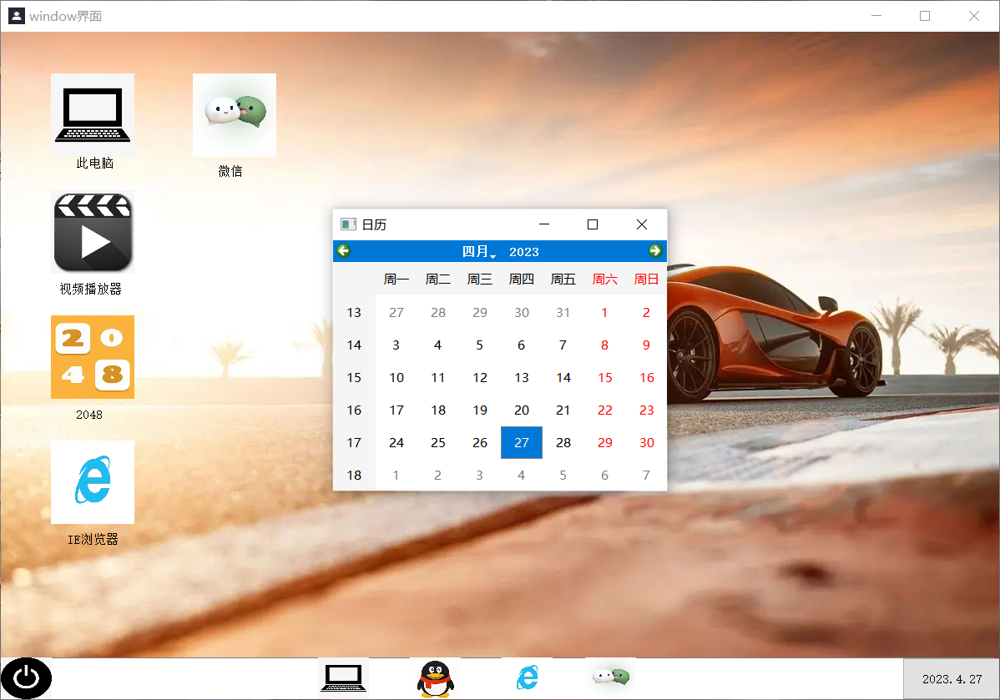 window界面
此电脑
微信
视频播放器
2 0
4 8
2048
IE浏览器
日历
四月 2023
周一 周二 周三 周四 周五 周六 周日
13 27 28 29 30 31 1 2
14 3 4 5 6 7 8 9
15 10 11 12 13 14 15 16
16 17 18 19 20 21 22 23
17 24 25 26 27 28 29 30
18 1 2 3 4 5 6 7
2023.4.27